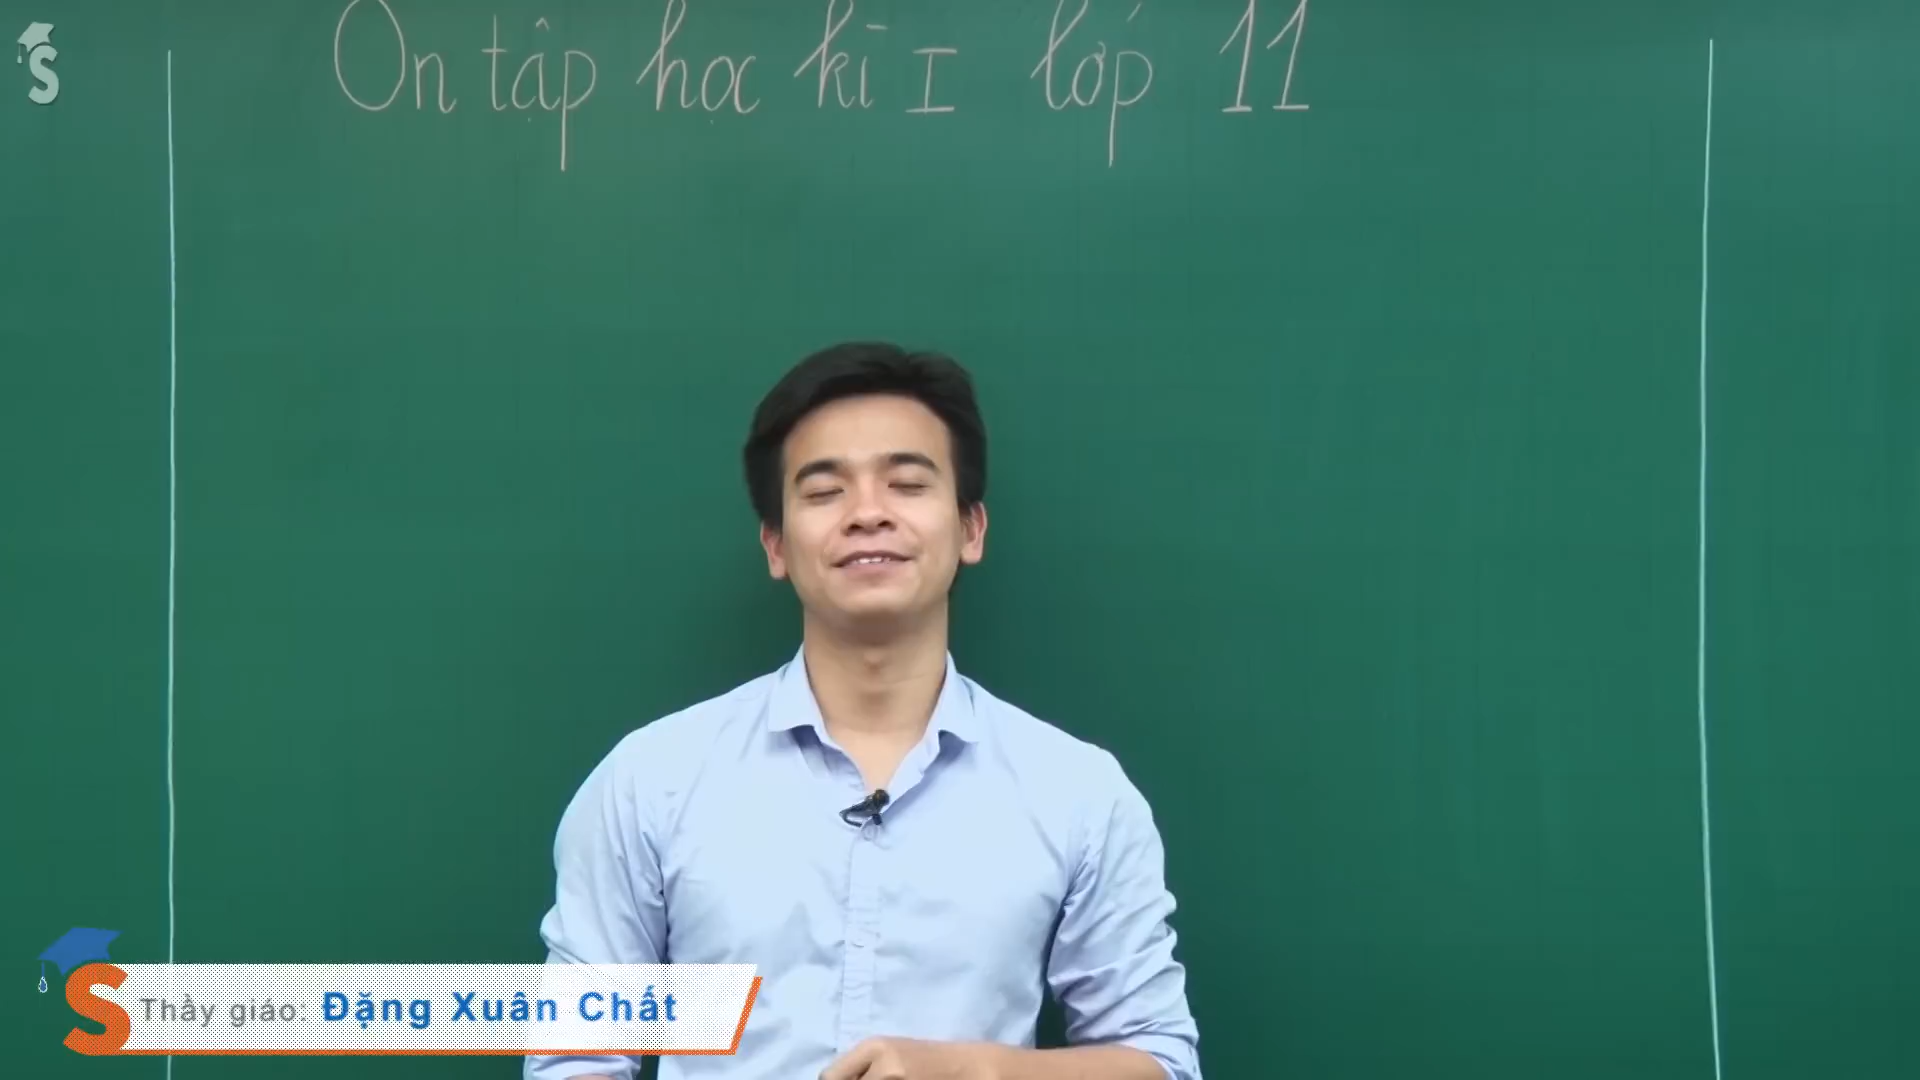 Ôn tập học kì I lớp 11
S
S
Thầy giáo: Đặng Xuân Chất